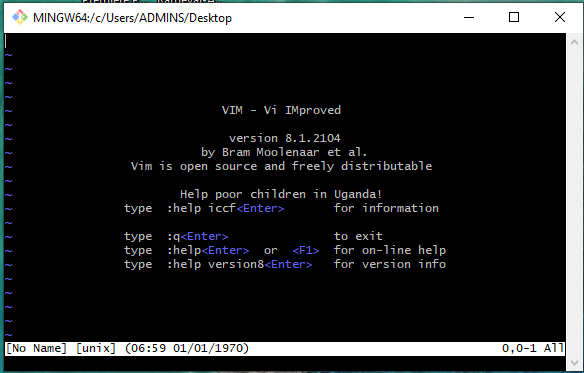 MINGW64:/c/Users/ADMINS/Desktop
~
~
~
~
~
VIM - Vi IMproved
~
~ version 8.1.2104
~ by Bram Moolenaar et al.
~ Vim is open source and freely distributable
~
~ Help poor children in Uganda!
~ type :help iccf<Enter> for information
~
~ type :q<Enter> to exit
~ type :help<Enter> or <F1> for on-line help
~ type :help version8<Enter> for version info
~
~
~
~
~
[No Name] [unix] (06:59 01/01/1970) 0,0-1 All